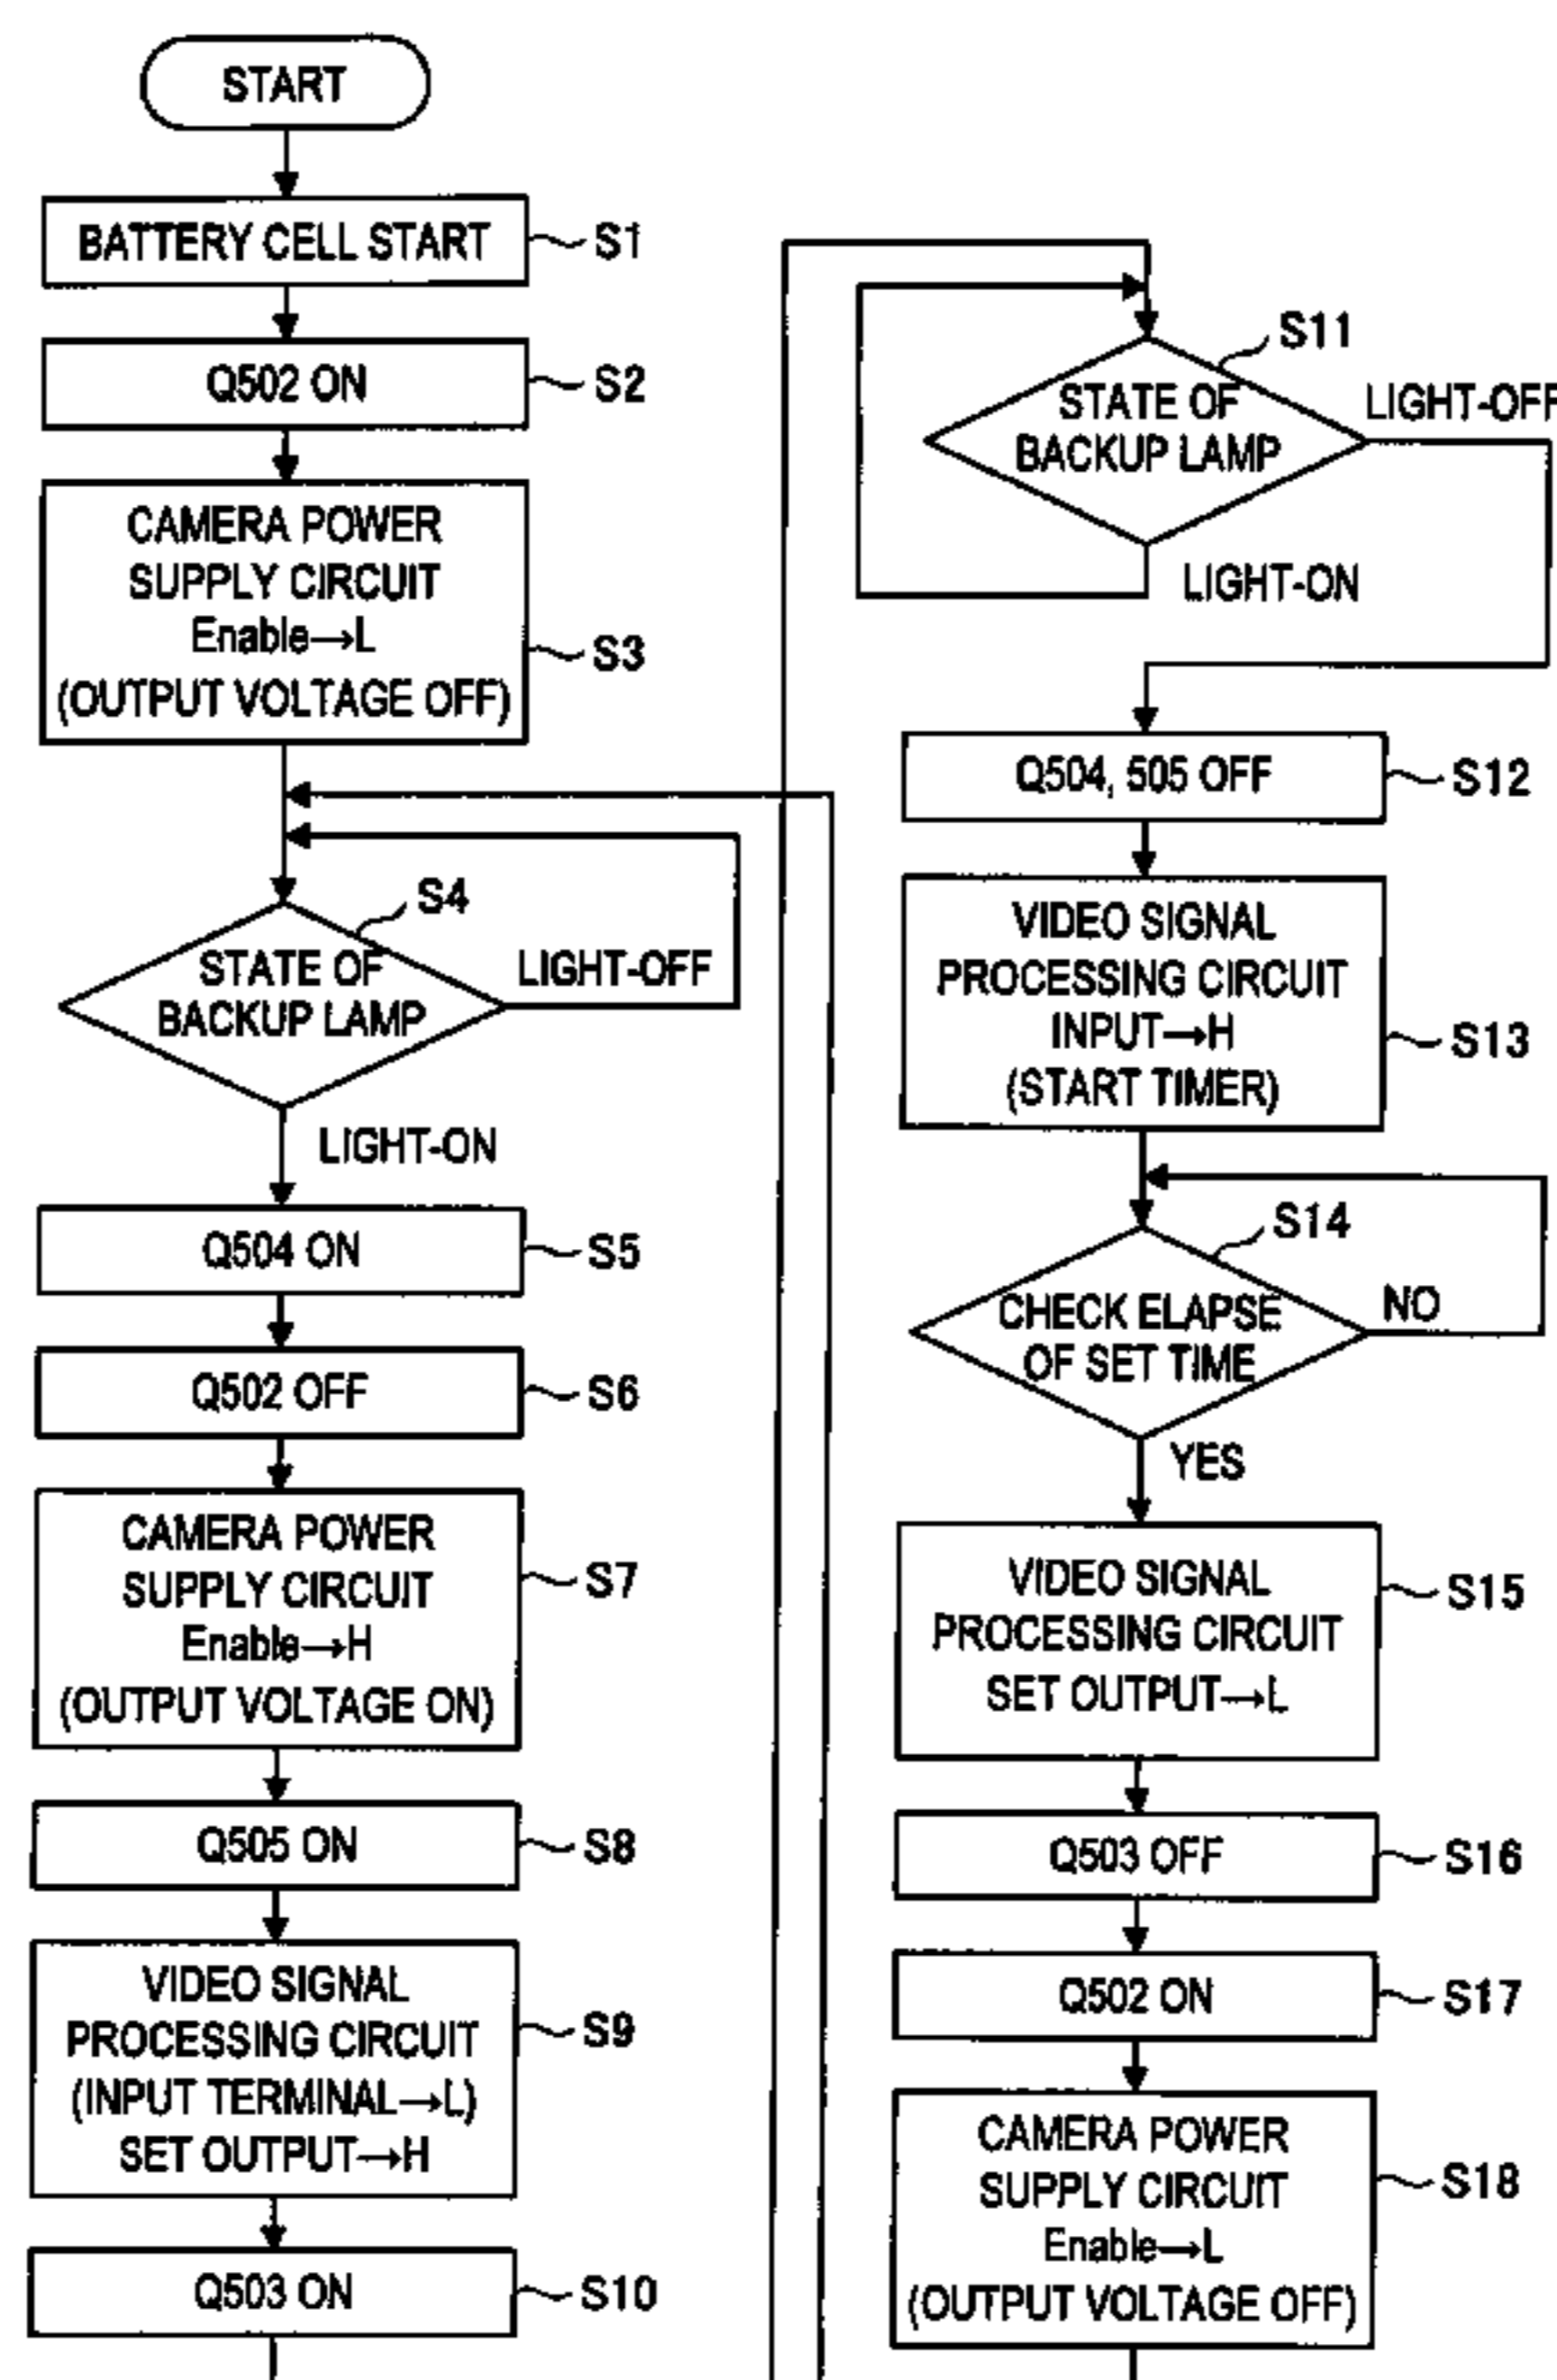 START
BATTERY CELL START
S1
Q502 ON
S2
CAMERA POWER
SUPPLY CIRCUIT
Enable→L
(OUTPUT VOLTAGE OFF)
S3
S4
STATE OF
BACKUP LAMP
LIGHT-OFF
LIGHT-ON
Q504 ON
S5
Q502 OFF
S6
CAMERA POWER
SUPPLY CIRCUIT
Enable→H
(OUTPUT VOLTAGE ON)
S7
Q505 ON
S8
VIDEO SIGNAL
PROCESSING CIRCUIT
(INPUT TERMINAL→L)
SET OUTPUT→H
S9
Q503 ON
S10
S11
STATE OF
BACKUP LAMP
LIGHT-OFF
LIGHT-ON
Q504, 505 OFF
S12
VIDEO SIGNAL
PROCESSING CIRCUIT
INPUT→H
(START TIMER)
S13
S14
CHECK ELAPSE
OF SET TIME
NO
YES
VIDEO SIGNAL
PROCESSING CIRCUIT
SET OUTPUT→L
S15
Q503 OFF
S16
Q502 ON
S17
CAMERA POWER
SUPPLY CIRCUIT
Enable→L
(OUTPUT VOLTAGE OFF)
S18